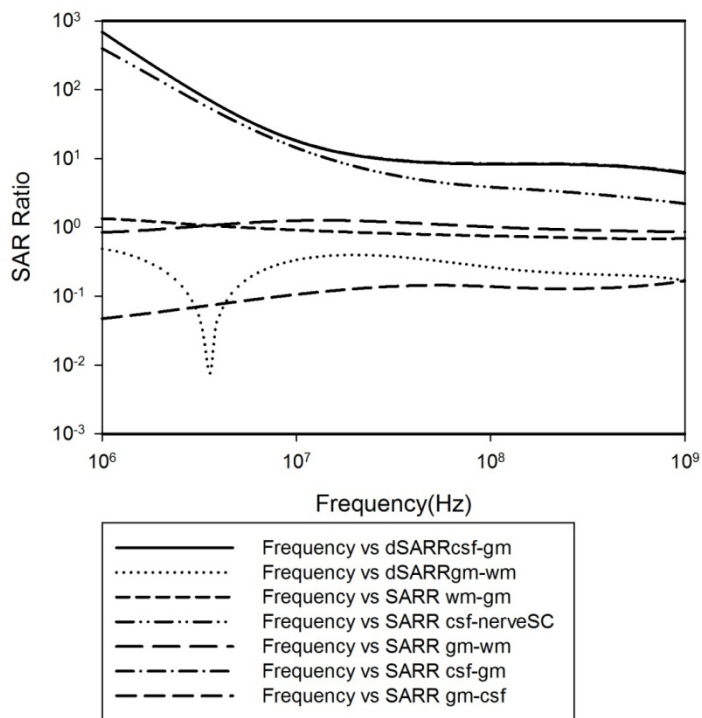 10³
10²
10¹
10⁰
10⁻¹
10⁻²
10⁻³
SAR Ratio
10⁶ 10⁷ 10⁸ 10⁹
Frequency(Hz)
Frequency vs dSARRcsf-gm
Frequency vs dSARRgm-wm
Frequency vs SARR wm-gm
Frequency vs SARR csf-nerveSC
Frequency vs SARR gm-wm
Frequency vs SARR csf-gm
Frequency vs SARR gm-csf